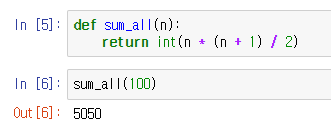 In [5]: def sum_all(n):
return int(n * (n + 1) / 2)
In [6]: sum_all(100)
Out[6]: 5050